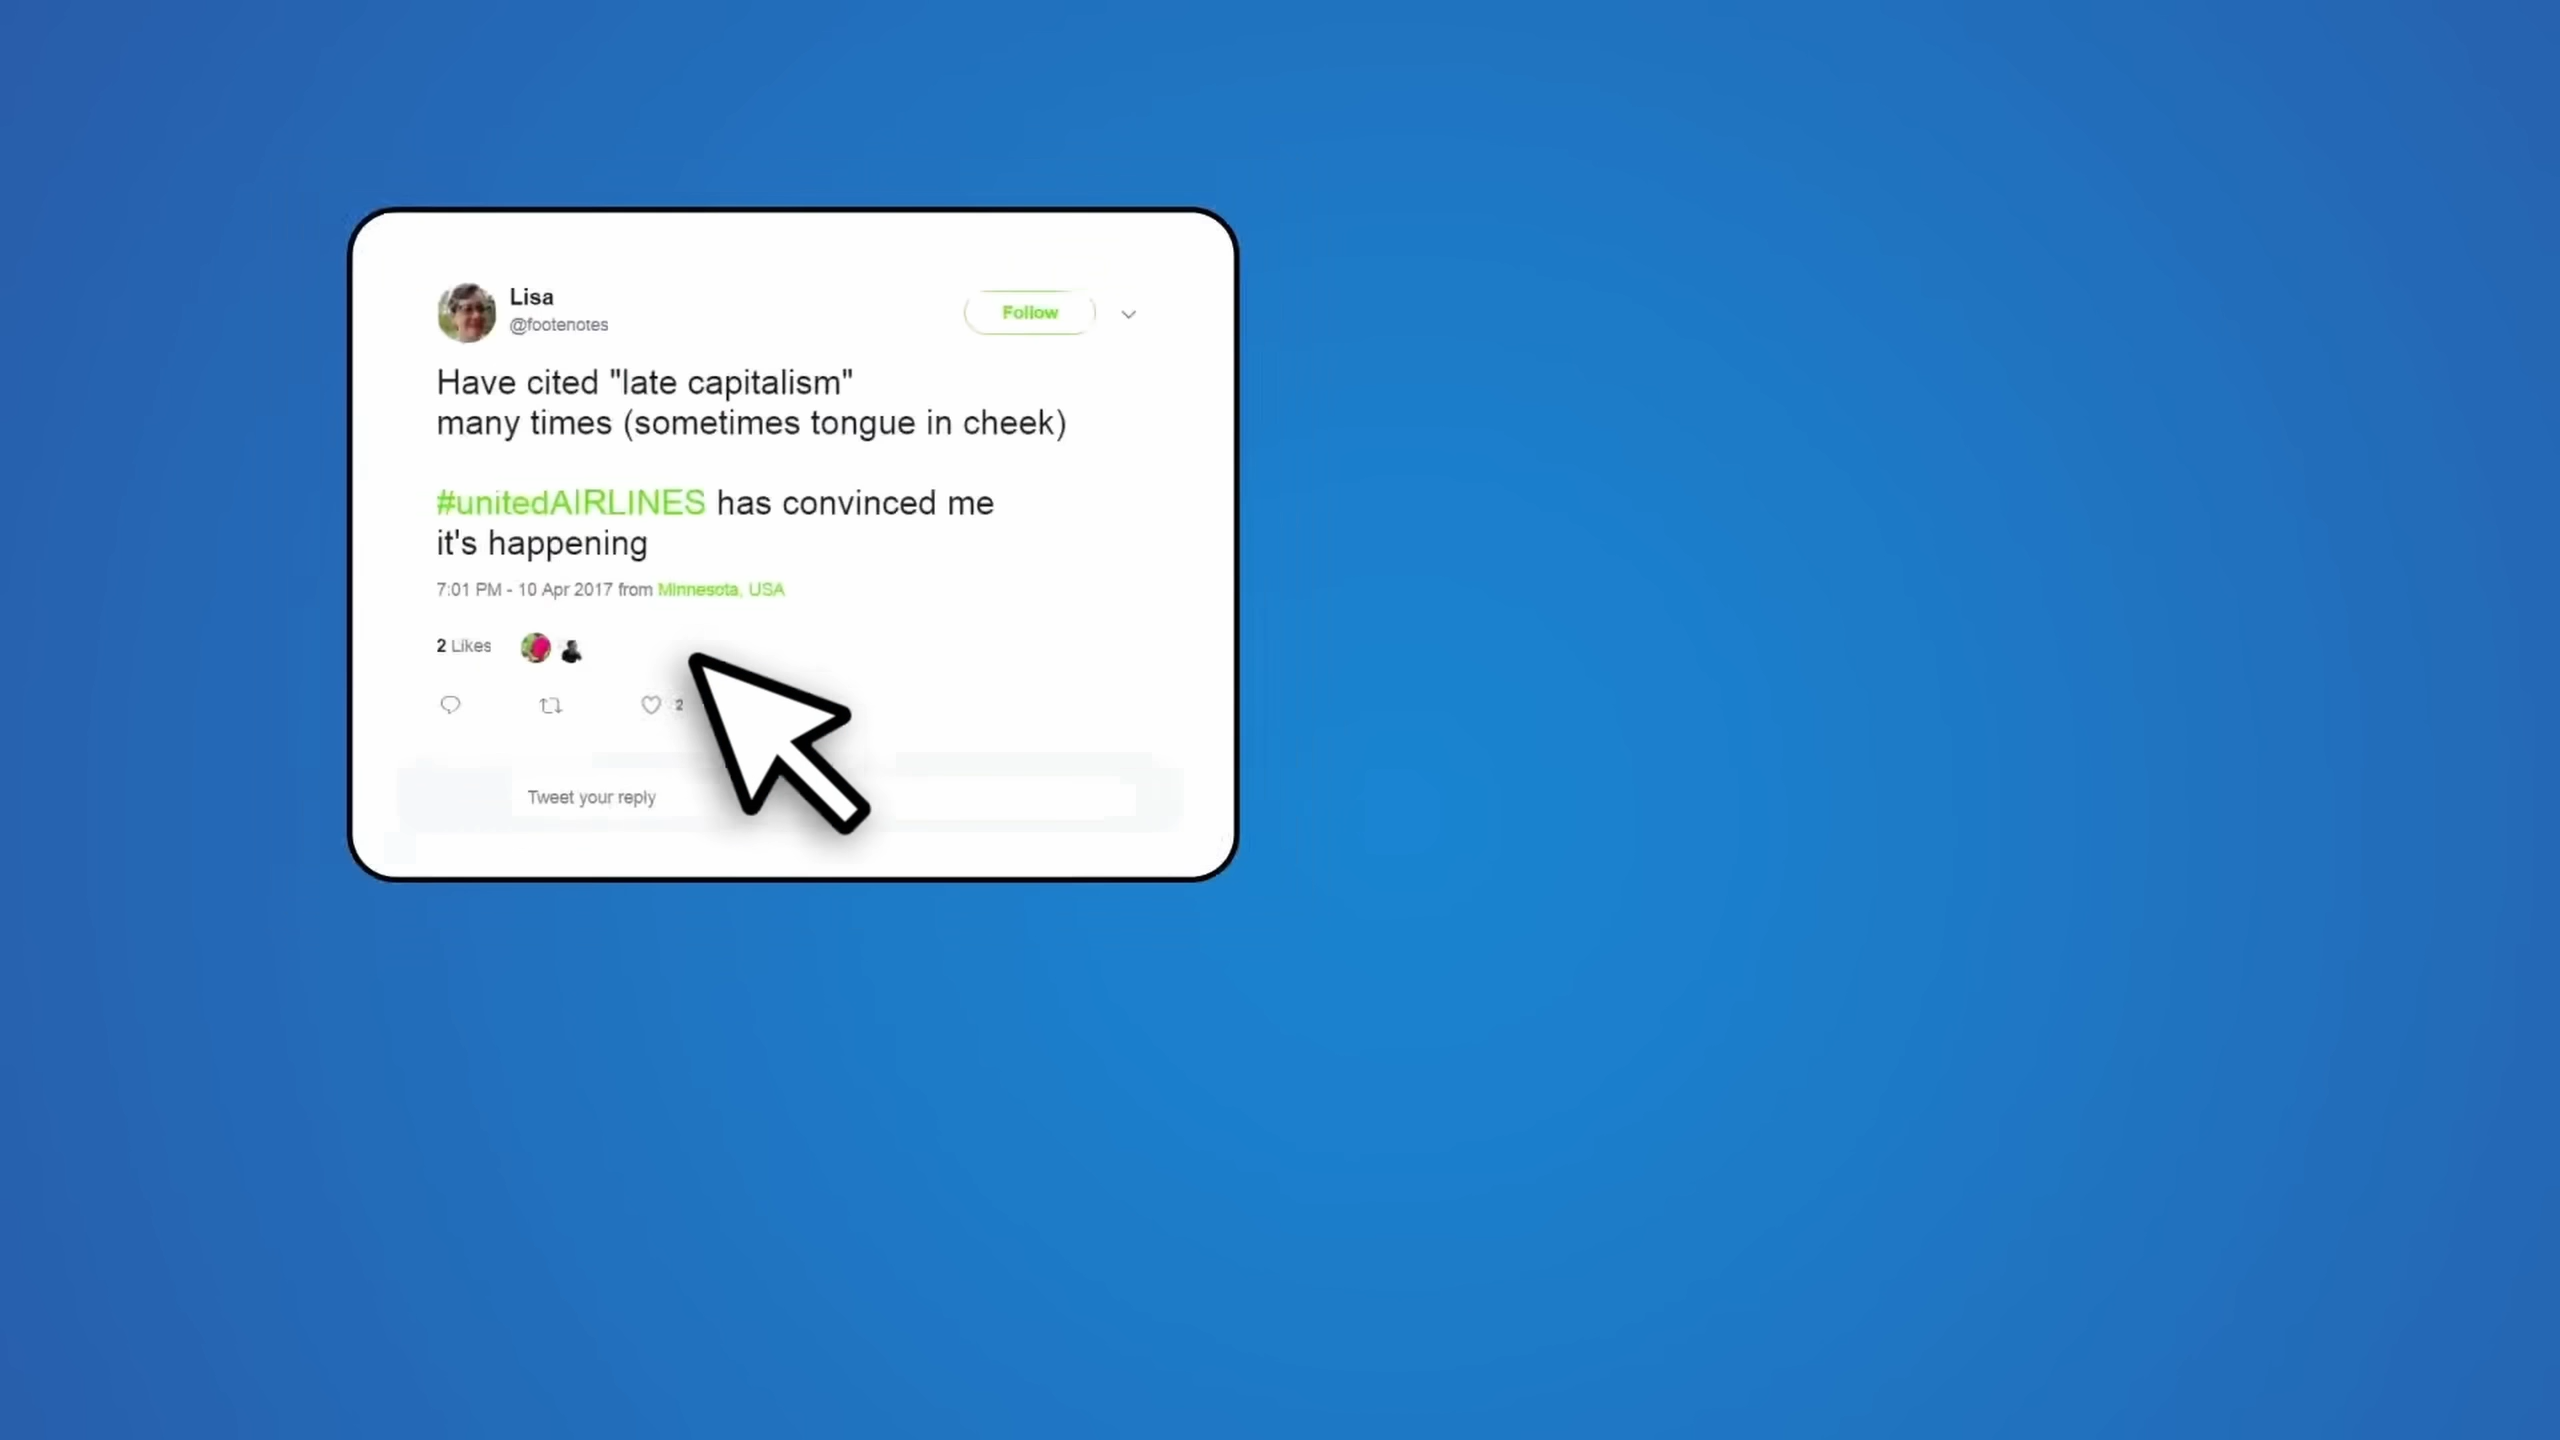 Lisa
@footenotes
Follow
Have cited "late capitalism"
many times (sometimes tongue in cheek)
#unitedAIRLINES has convinced me
it's happening
7:01 PM - 10 Apr 2017 from Minnesota, USA
2 Likes
2
Tweet your reply